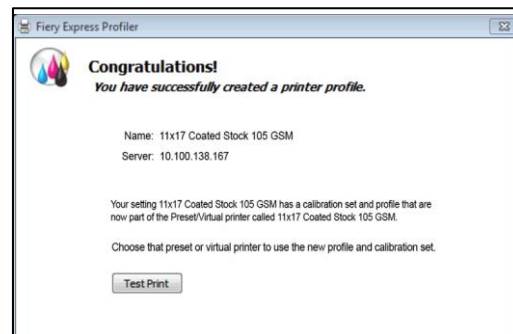 Fiery Express Profiler
Congratulations!
You have successfully created a printer profile.
Name: 11x17 Coated Stock 105 GSM
Server: 10.100.138.167
Your setting 11x17 Coated Stock 105 GSM has a calibration set and profile that are
now part of the Preset/Virtual printer called 11x17 Coated Stock 105 GSM.
Choose that preset or virtual printer to use the new profile and calibration set.
Test Print